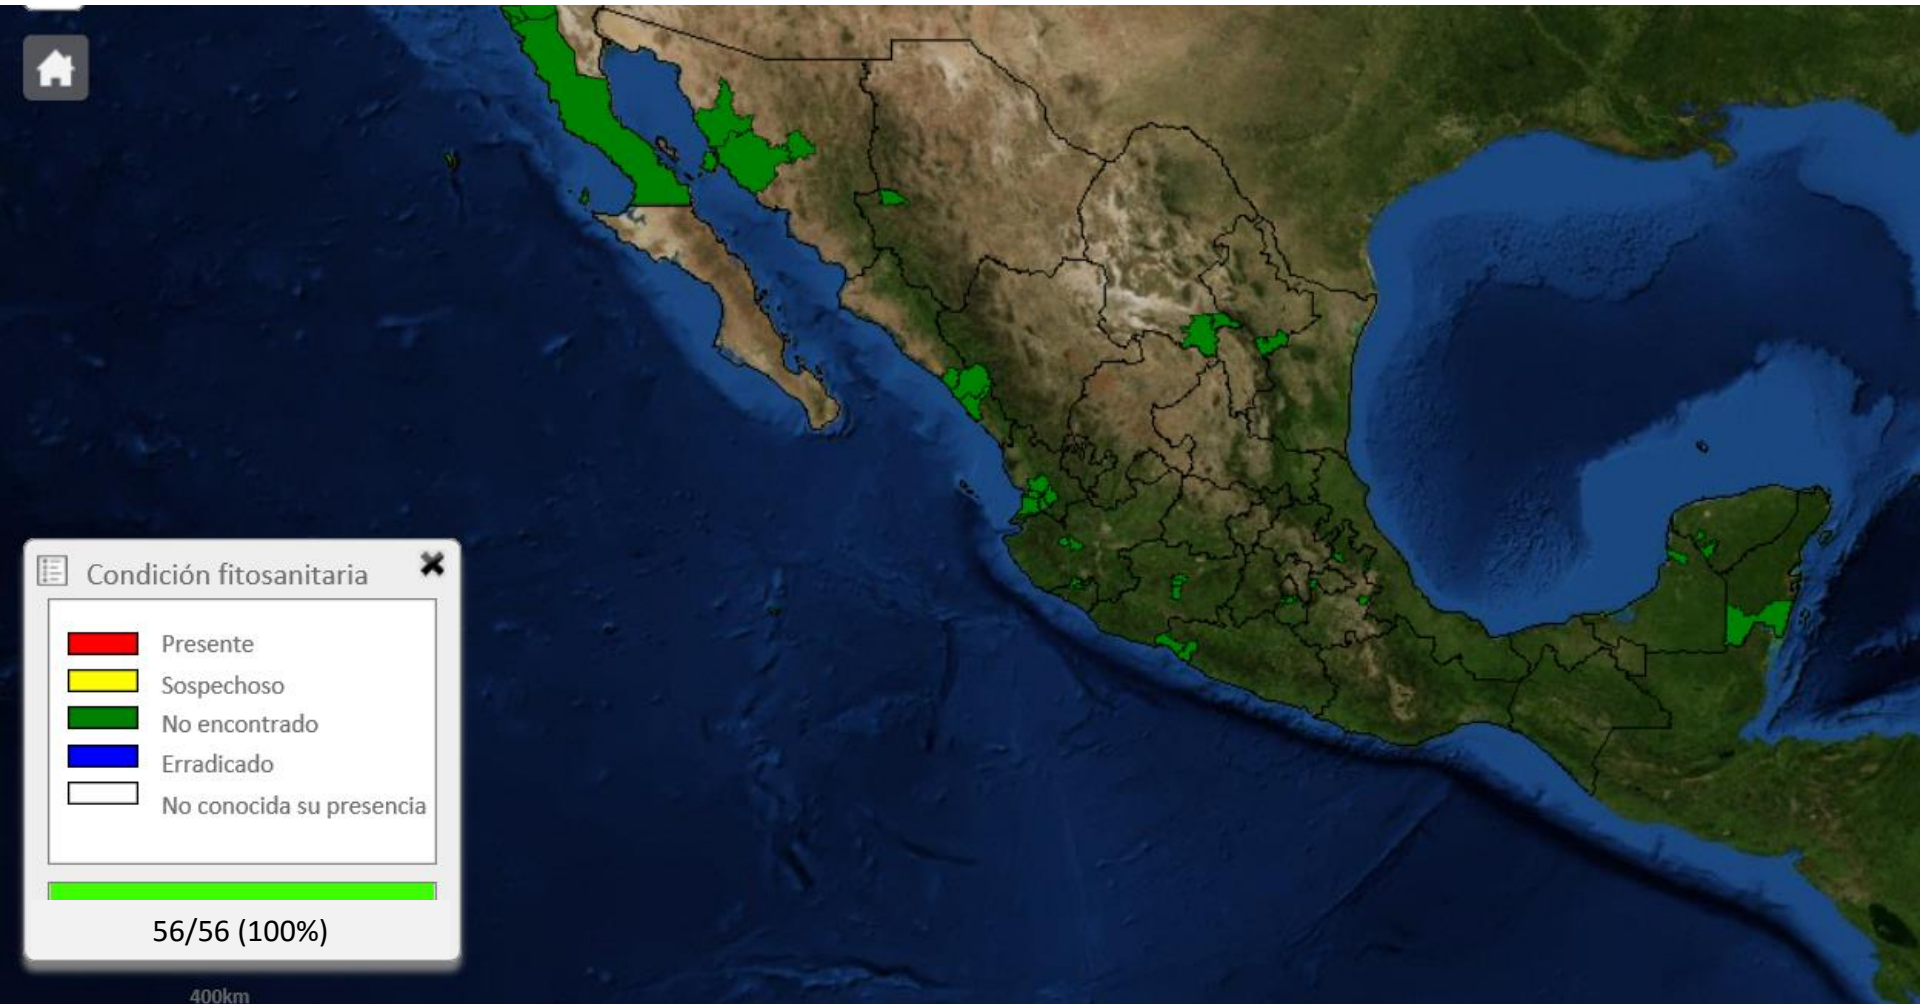 Condición fitosanitaria
Presente
Sospechoso
No encontrado
Erradicado
No conocida su presencia
56/56 (100%)
400km